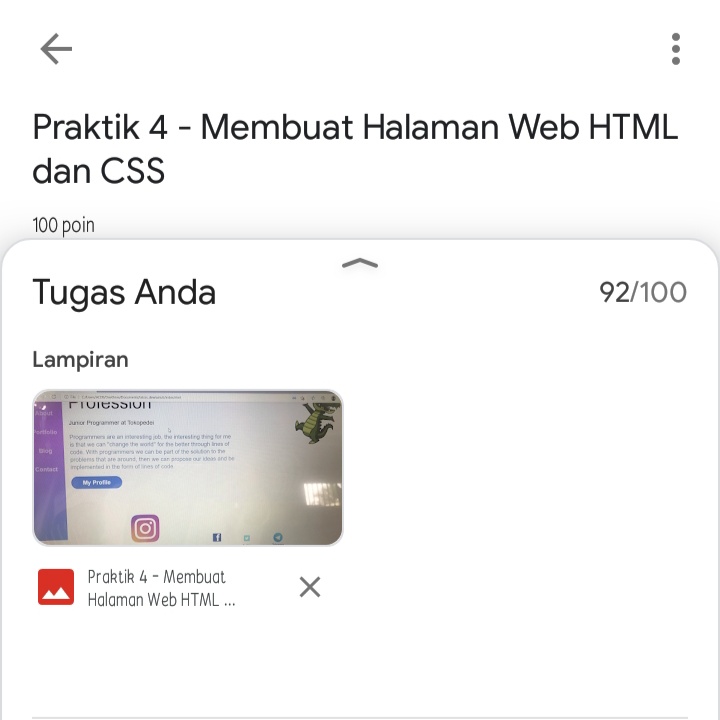 Praktik 4 - Membuat Halaman Web HTML
dan CSS
100 poin
Tugas Anda
92/100
Lampiran
Profession
About
Portfolio
Blog
Contact
Junior Programmer at Tokopedei
Programmers are an interesting job, the interesting thing for me
is that we can "change the world" for the better through lines of
code. With programmers we can be part of the solution to the
problems that are around, then we can propose our ideas and be
implemented in the form of lines of code.
My Profile
Praktik 4 - Membuat
Halaman Web HTML ...